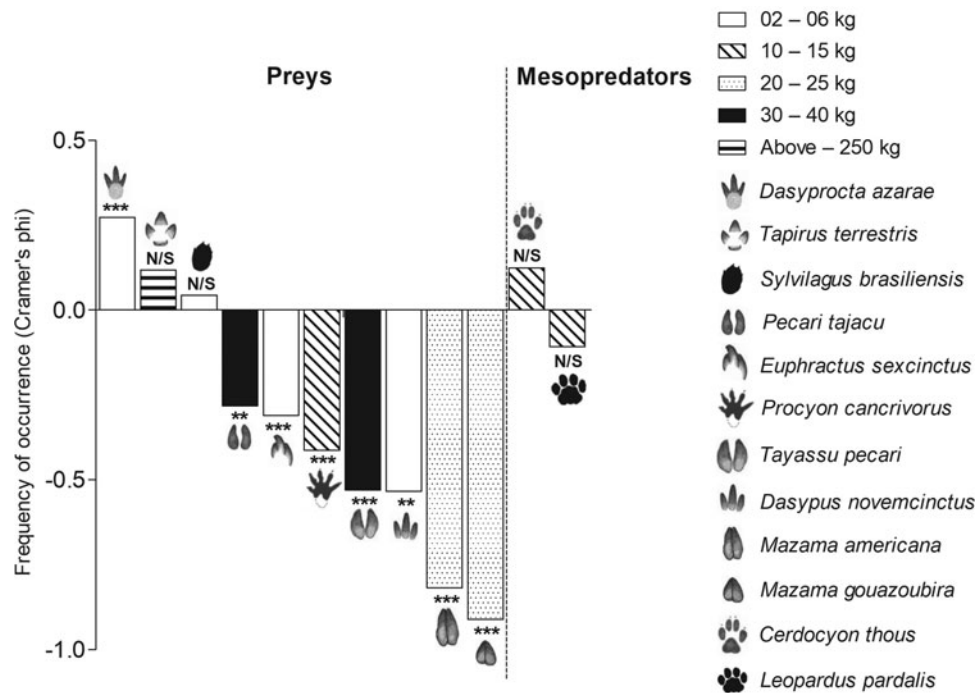 Preys
Mesopredators
Frequency of occurrence (Cramer's phi)
0.5
0.0
-0.5
-1.0
***
N/S
N/S
**
***
***
***
**
***
***
N/S
N/S
02 – 06 kg
10 – 15 kg
20 – 25 kg
30 – 40 kg
Above – 250 kg
Dasyprocta azarae
Tapirus terrestris
Sylvilagus brasiliensis
Pecari tajacu
Euphractus sexcinctus
Procyon cancrivorus
Tayassu pecari
Dasypus novemcinctus
Mazama americana
Mazama gouazoubira
Cerdocyon thous
Leopardus pardalis